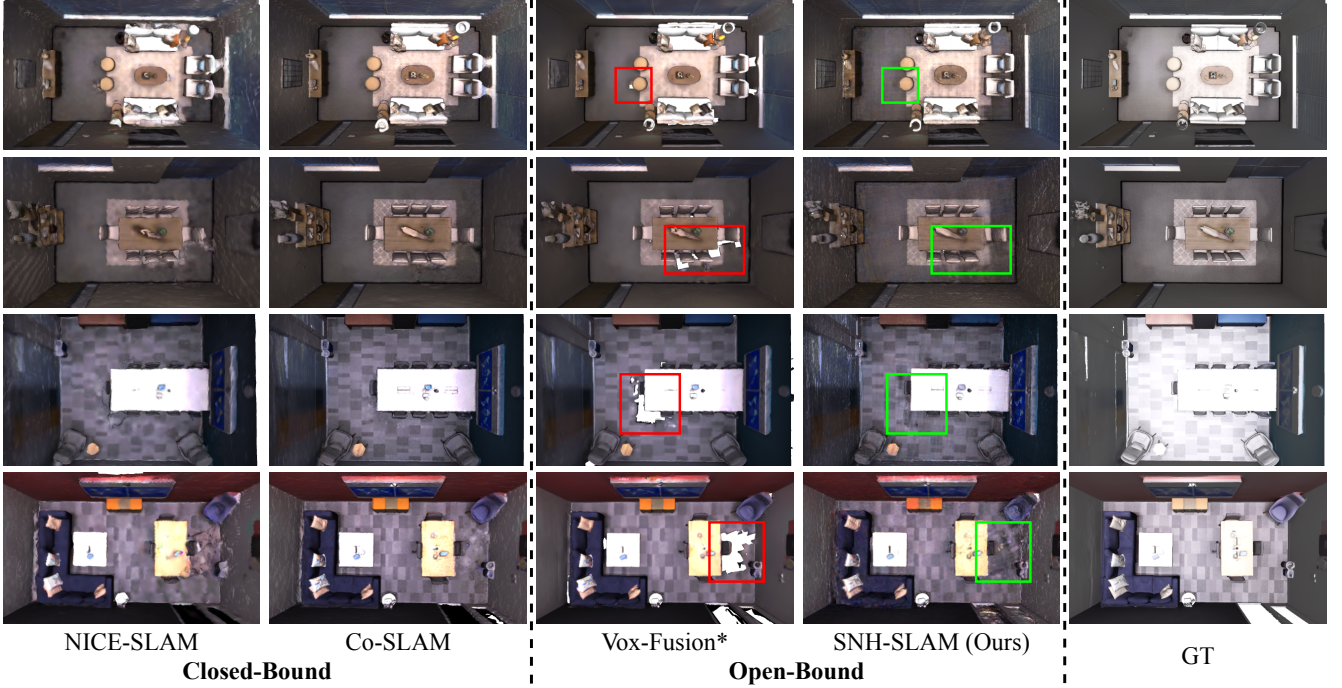 NICE-SLAM
Co-SLAM
Vox-Fusion*
SNH-SLAM (Ours)
GT
Closed-Bound
Open-Bound